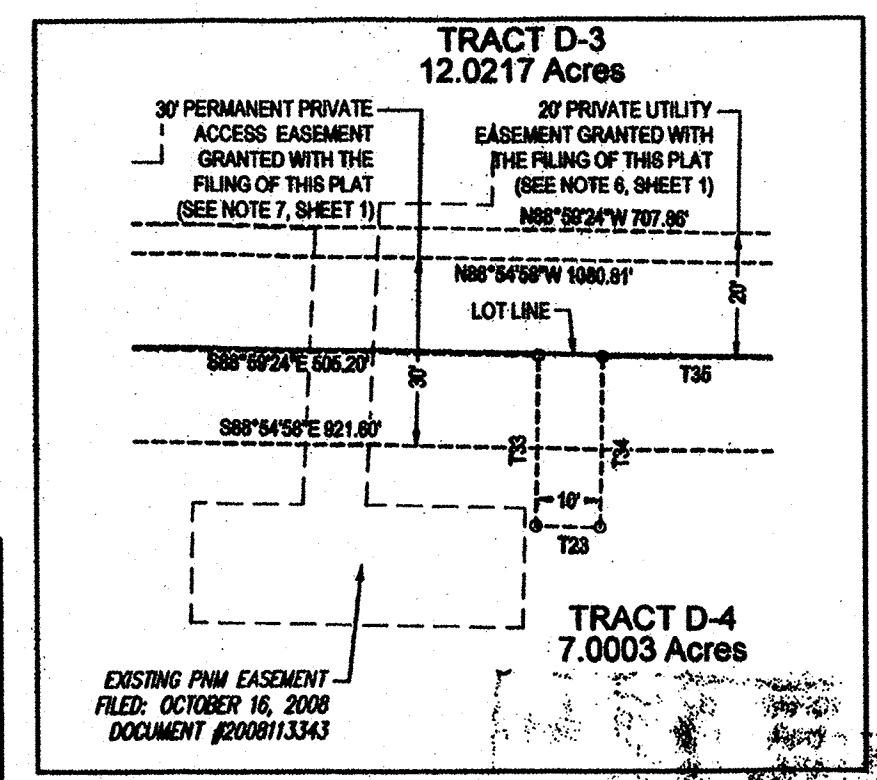 TRACT D-3
12.0217 Acres
30' PERMANENT PRIVATE
ACCESS EASEMENT
GRANTED WITH THE
FILING OF THIS PLAT
(SEE NOTE 7, SHEET 1)
20' PRIVATE UTILITY
EASEMENT GRANTED WITH
THE FILING OF THIS PLAT
(SEE NOTE 6, SHEET 1)
N88°59'24"W 707.86'
N88°54'58"W 1080.81'
LOT LINE
20'
S88°59'24"E 505.20'
30'
T35
S88°54'58"E 921.60'
T33
T34
10'
T23
TRACT D-4
7.0003 Acres
EXISTING PNM EASEMENT
FILED: OCTOBER 16, 2008
DOCUMENT #2008113343